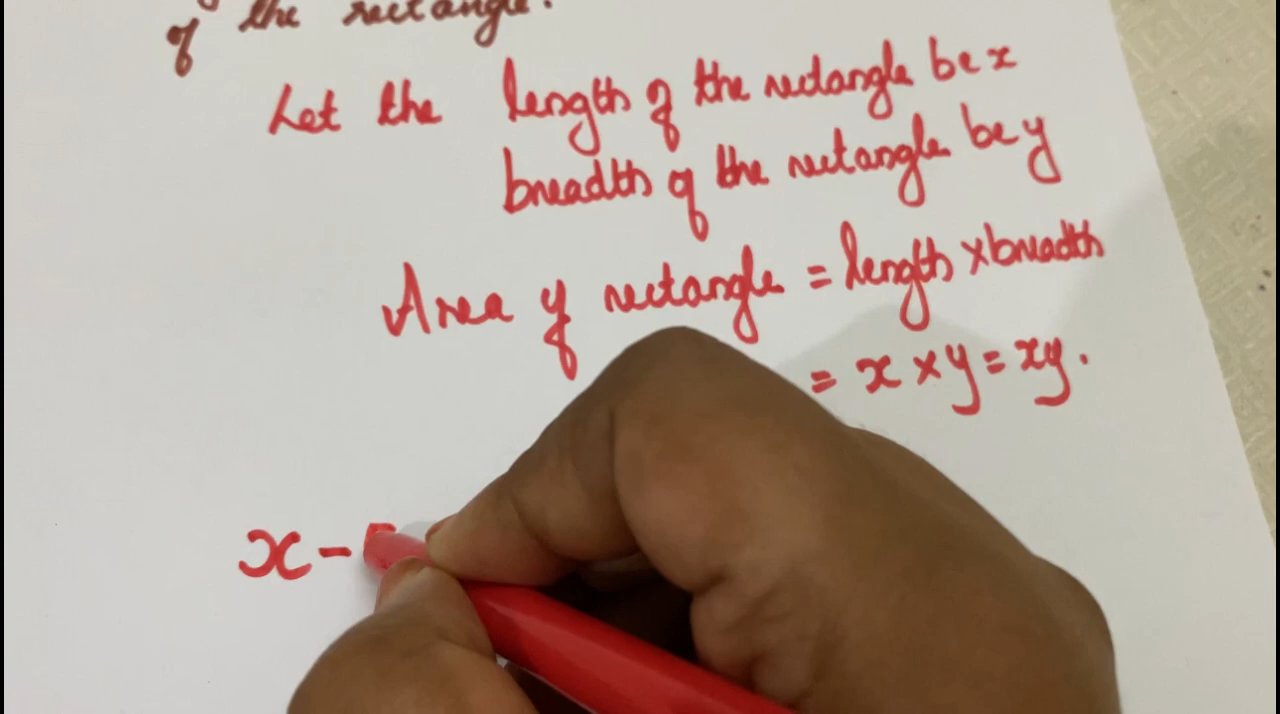 of the rectangle.
Let the length of the rectangle be x
breadth of the rectangle be y
Area of rectangle = length × breadth
= x × y = xy.
x -